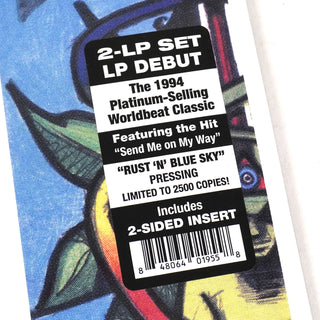 2-LP SET
LP DEBUT
The 1994
Platinum-Selling
Worldbeat Classic
Featuring the Hit
“Send Me on My Way”
“RUST ‘N’ BLUE SKY”
PRESSING
LIMITED TO 2500 COPIES!
Includes
2-SIDED INSERT
8 48064 01955 8